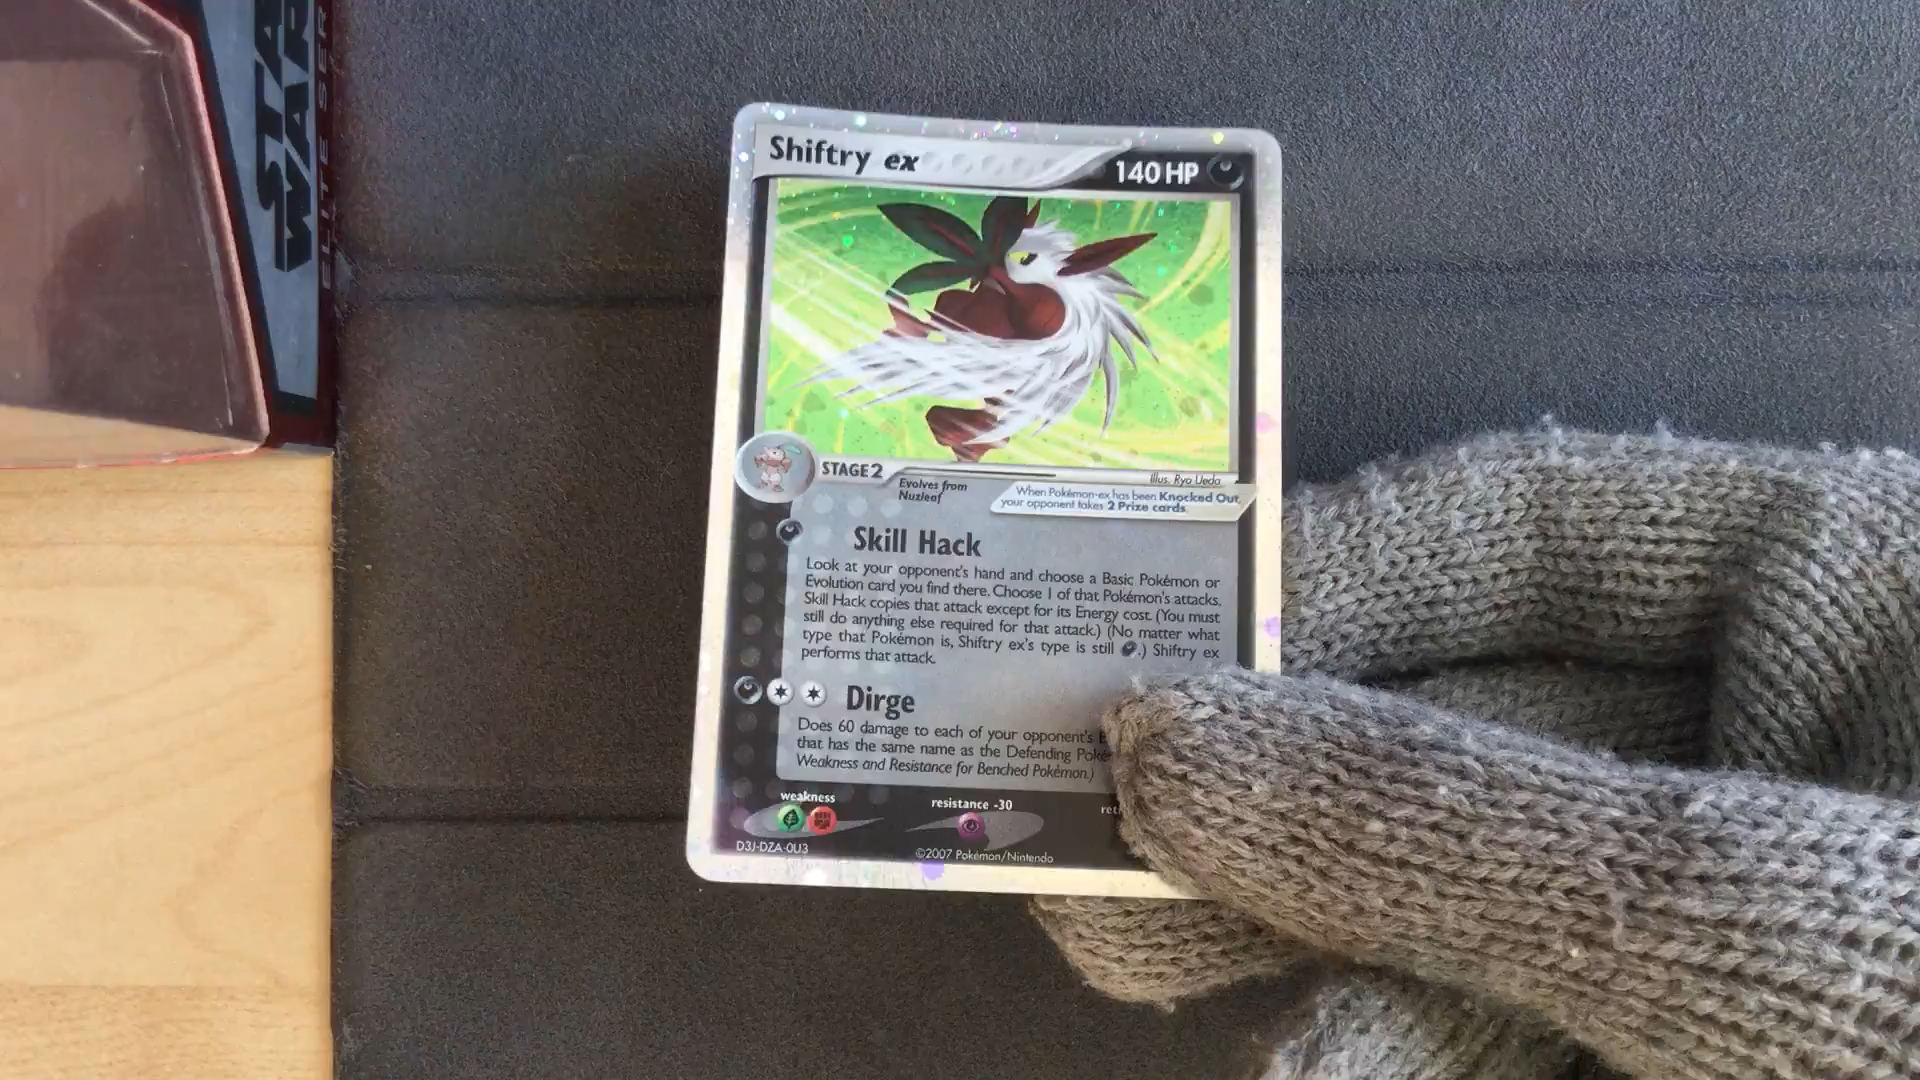 STAR
WARS
ELITE SER
Shiftry ex
140 HP
STAGE 2
Illus. Ryo Ueda
Evolves from
Nuzleaf
When Pokémon-ex has been Knocked Out,
your opponent takes 2 Prize cards.
Skill Hack
Look at your opponent's hand and choose a Basic Pokémon or
Evolution card you find there. Choose 1 of that Pokémon's attacks.
Skill Hack copies that attack except for its Energy cost. (You must
still do anything else required for that attack.) (No matter what
type that Pokémon is, Shiftry ex's type is still .) Shiftry ex
performs that attack.
Dirge
Does 60 damage to each of your opponent's
that has the same name as the Defending Poké
Weakness and Resistance for Benched Pokémon.)
weakness
resistance -30
ret
D3J-DZA-0U3
©2007 Pokémon/Nintendo